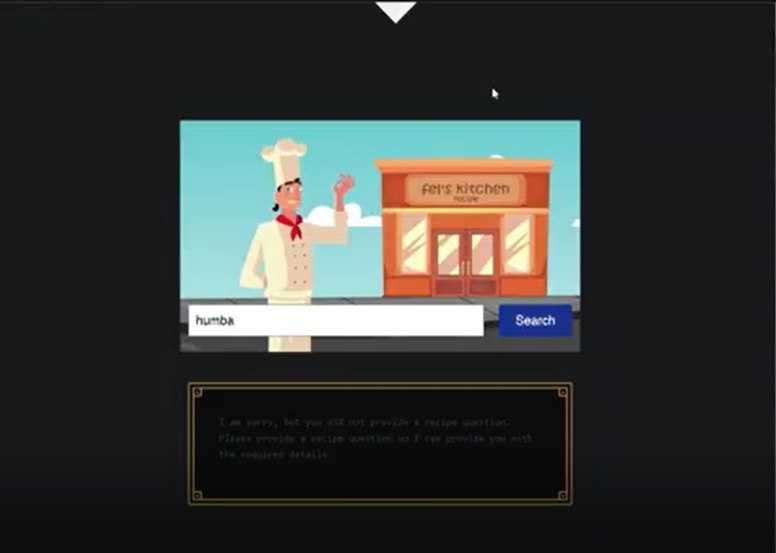 fei's kitchen
recipe
humba
Search
I am sorry, but you did not provide a recipe question.
Please provide a recipe question so I can provide you with
the required details.